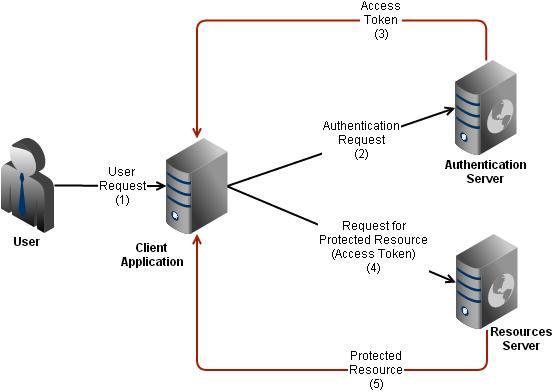 Access
Token
(3)
Authentication
Request
(2)
Authentication
Server
User
Request
(1)
User
Client
Application
Request for
Protected Resource
(Access Token)
(4)
Resources
Server
Protected
Resource
(5)